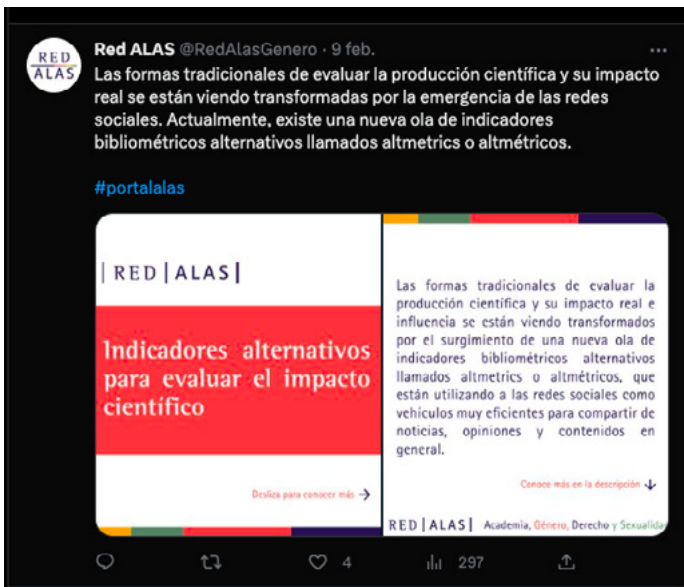 Red ALAS @RedAlasGenero · 9 feb.
Las formas tradicionales de evaluar la producción científica y su impacto
real se están viendo transformadas por la emergencia de las redes
sociales. Actualmente, existe una nueva ola de indicadores
bibliométricos alternativos llamados altmetrics o altmétricos.
#portalalas
RED
ALAS
| RED | ALAS |
Indicadores alternativos
para evaluar el impacto
científico
Desliza para conocer más →
Las formas tradicionales de evaluar la
producción científica y su impacto real e
influencia se están viendo transformados
por el surgimiento de una nueva ola de
indicadores bibliométricos alternativos
llamados altmetrics o altmétricos, que
están utilizando a las redes sociales como
vehículos muy eficientes para compartir de
noticias, opiniones y contenidos en
general.
Conoce más en la descripción ↓
RED | ALAS | Academia, Género, Derecho y Sexualida
4
297